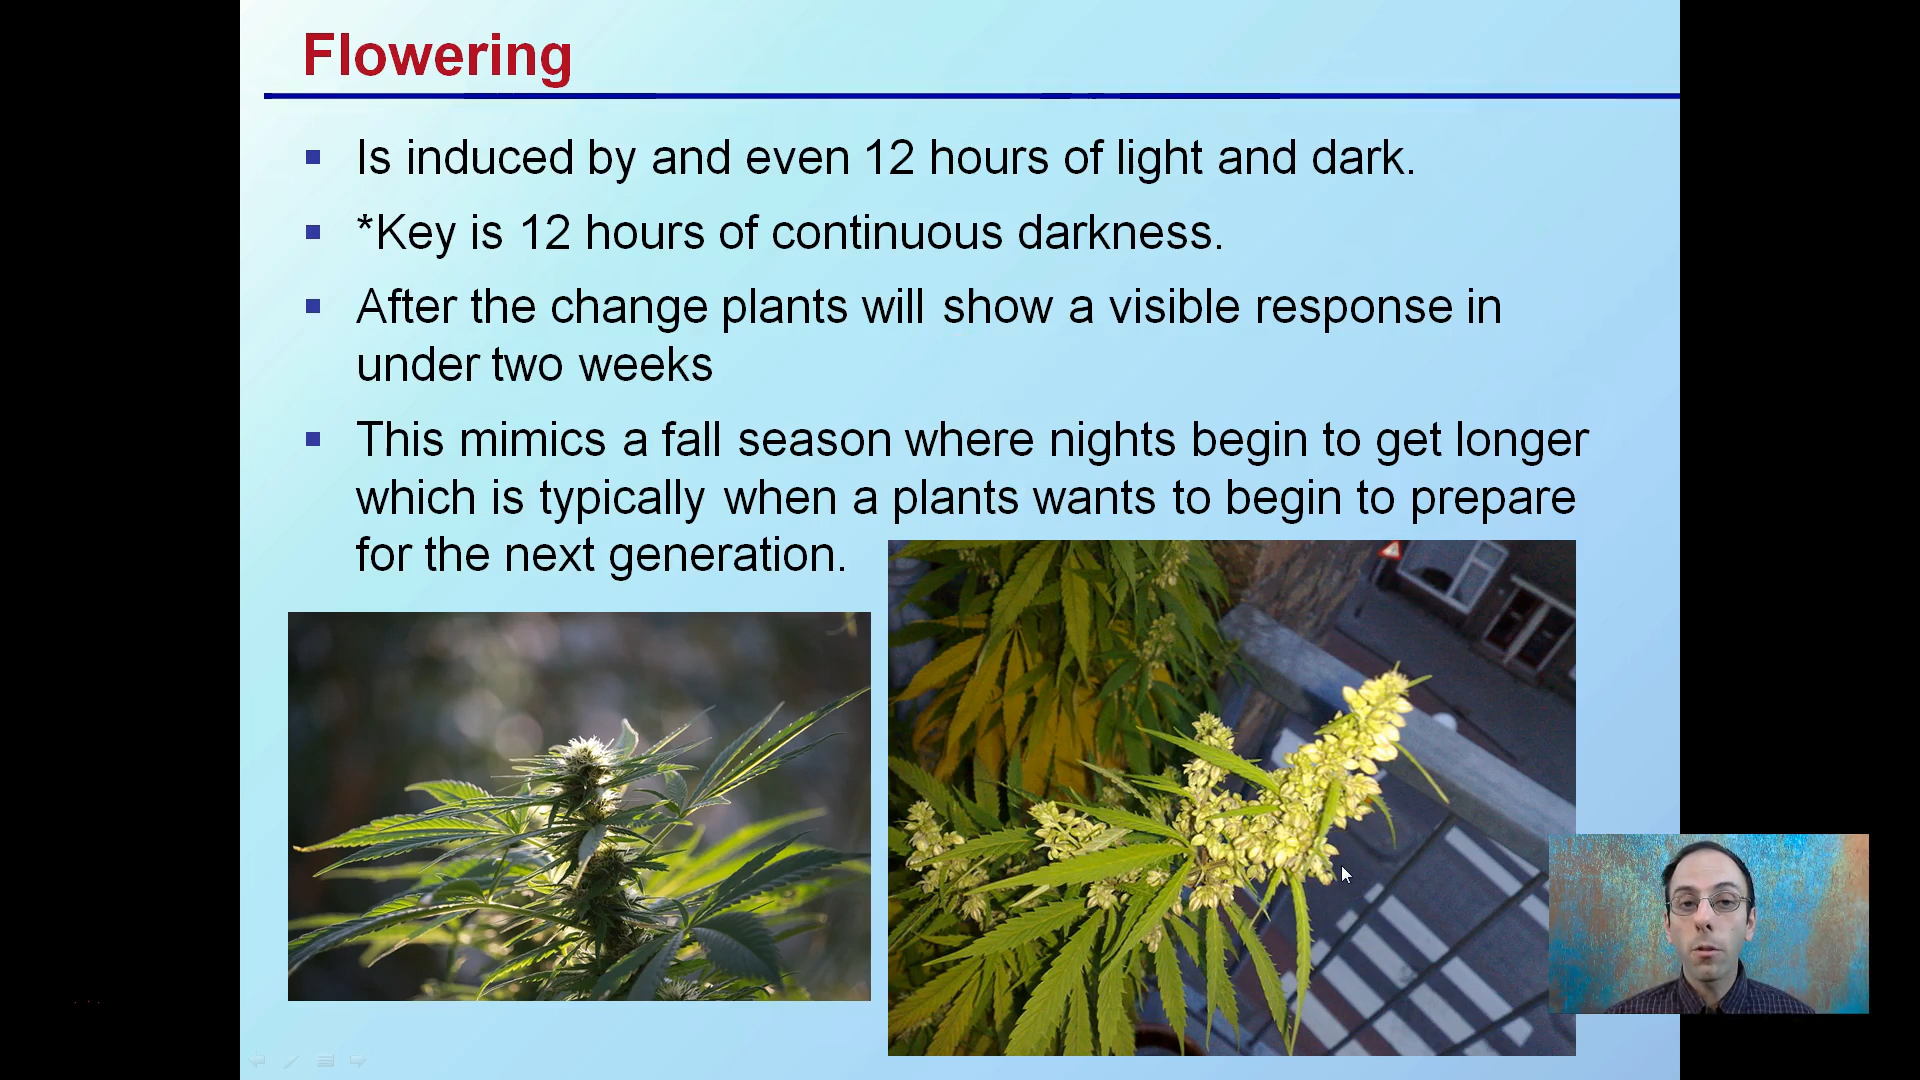 Flowering
Is induced by and even 12 hours of light and dark.
*Key is 12 hours of continuous darkness.
After the change plants will show a visible response in
under two weeks
This mimics a fall season where nights begin to get longer
which is typically when a plants wants to begin to prepare
for the next generation.